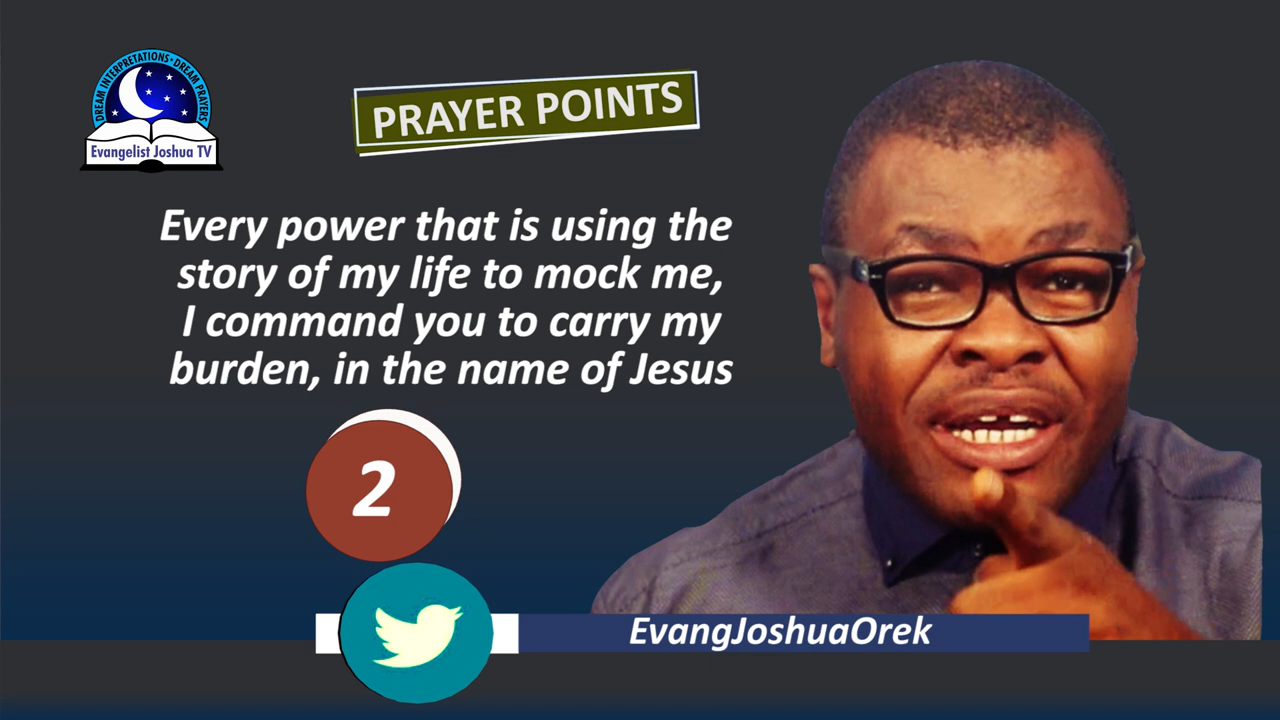 DREAM INTERPRETATIONS • DREAM PRAYERS
Evangelist Joshua TV
PRAYER POINTS
Every power that is using the
story of my life to mock me,
I command you to carry my
burden, in the name of Jesus
2
EvangJoshuaOrek